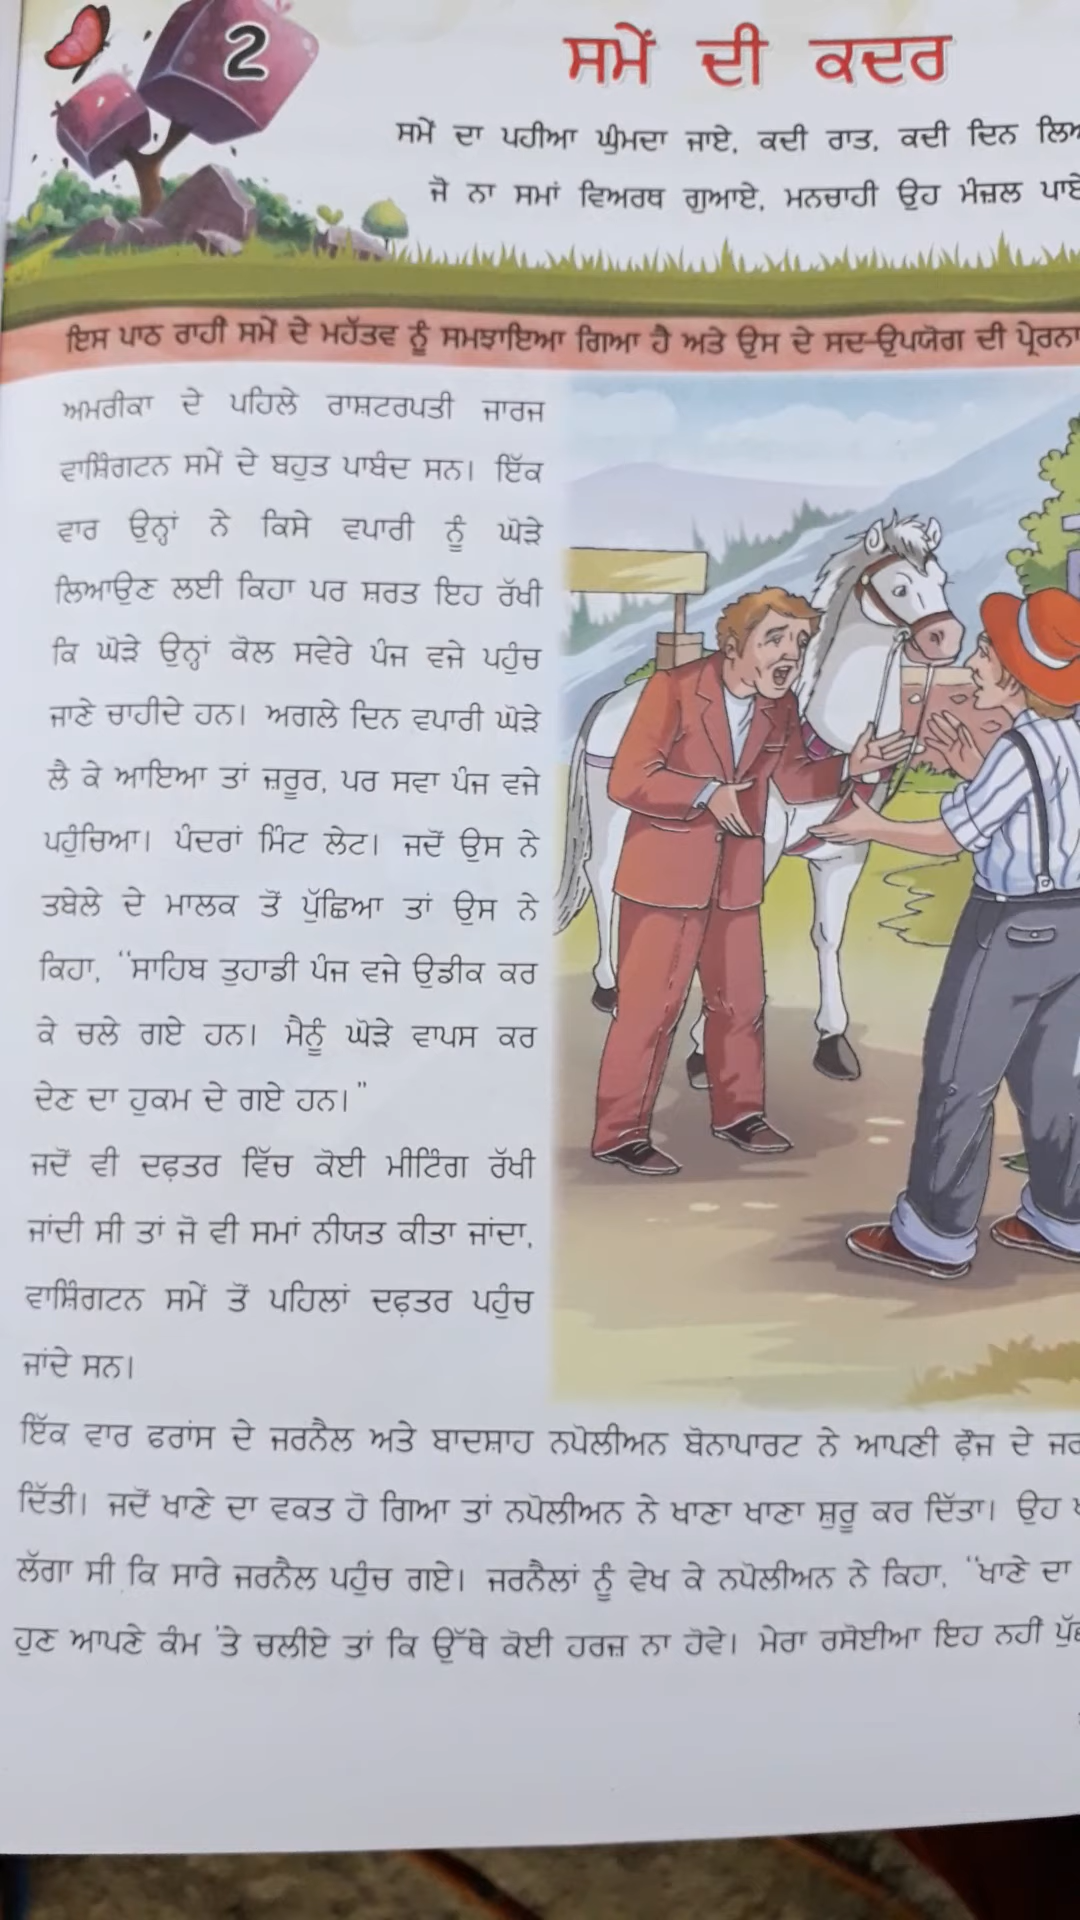 2
ਸਮੇਂ ਦੀ ਕਦਰ
ਸਮੇਂ ਦਾ ਪਹੀਆ ਘੁੰਮਦਾ ਜਾਏ, ਕਦੀ ਰਾਤ, ਕਦੀ ਦਿਨ
ਜੋ ਨਾ ਸਮਾਂ ਵਿਅਰਥ ਗੁਆਏ, ਮਨਚਾਹੀ ਉਹ ਮੰਜ਼ਲ ਪਾਏ
ਇਸ ਪਾਠ ਰਾਹੀਂ ਸਮੇਂ ਦੇ ਮਹੱਤਵ ਨੂੰ ਸਮਝਾਇਆ ਗਿਆ ਹੈ ਅਤੇ ਉਸ ਦੇ ਸਦ-ਉਪਯੋਗ ਦੀ ਪ੍ਰੇਰਨਾ
ਅਮਰੀਕਾ ਦੇ ਪਹਿਲੇ ਰਾਸ਼ਟਰਪਤੀ ਜਾਰਜ
ਵਾਸ਼ਿੰਗਟਨ ਸਮੇਂ ਦੇ ਬਹੁਤ ਪਾਬੰਦ ਸਨ। ਇੱਕ
ਵਾਰ ਉਨ੍ਹਾਂ ਨੇ ਕਿਸੇ ਵਪਾਰੀ ਨੂੰ ਘੋੜੇ
ਲਿਆਉਣ ਲਈ ਕਿਹਾ ਪਰ ਸ਼ਰਤ ਇਹ ਰੱਖੀ
ਕਿ ਘੋੜੇ ਉਨ੍ਹਾਂ ਕੋਲ ਸਵੇਰੇ ਪੰਜ ਵਜੇ ਪਹੁੰਚ
ਜਾਣੇ ਚਾਹੀਦੇ ਹਨ। ਅਗਲੇ ਦਿਨ ਵਪਾਰੀ ਘੋੜੇ
ਲੈ ਕੇ ਆਇਆ ਤਾਂ ਜ਼ਰੂਰ, ਪਰ ਸਵਾ ਪੰਜ ਵਜੇ
ਪਹੁੰਚਿਆ। ਪੰਦਰਾਂ ਮਿੰਟ ਲੇਟ। ਜਦੋਂ ਉਸ ਨੇ
ਤਬੇਲੇ ਦੇ ਮਾਲਕ ਤੋਂ ਪੁੱਛਿਆ ਤਾਂ ਉਸ ਨੇ
ਕਿਹਾ, "ਸਾਹਿਬ ਤੁਹਾਡੀ ਪੰਜ ਵਜੇ ਉਡੀਕ ਕਰ
ਕੇ ਚਲੇ ਗਏ ਹਨ। ਮੈਨੂੰ ਘੋੜੇ ਵਾਪਸ ਕਰ
ਦੇਣ ਦਾ ਹੁਕਮ ਦੇ ਗਏ ਹਨ।"
ਜਦੋਂ ਵੀ ਦਫ਼ਤਰ ਵਿੱਚ ਕੋਈ ਮੀਟਿੰਗ ਰੱਖੀ
ਜਾਂਦੀ ਸੀ ਤਾਂ ਜੋ ਵੀ ਸਮਾਂ ਨੀਯਤ ਕੀਤਾ ਜਾਂਦਾ,
ਵਾਸ਼ਿੰਗਟਨ ਸਮੇਂ ਤੋਂ ਪਹਿਲਾਂ ਦਫ਼ਤਰ ਪਹੁੰਚ
ਜਾਂਦੇ ਸਨ।
ਇੱਕ ਵਾਰ ਫਰਾਂਸ ਦੇ ਜਰਨੈਲ ਅਤੇ ਬਾਦਸ਼ਾਹ ਨਪੋਲੀਅਨ ਬੋਨਾਪਾਰਟ ਨੇ ਆਪਣੀ ਫ਼ੌਜ ਦੇ
ਦਿੱਤੀ। ਜਦੋਂ ਖਾਣੇ ਦਾ ਵਕਤ ਹੋ ਗਿਆ ਤਾਂ ਨਪੋਲੀਅਨ ਨੇ ਖਾਣਾ ਖਾਣਾ ਸ਼ੁਰੂ ਕਰ ਦਿੱਤਾ। ਉਹ
ਲੱਗਾ ਸੀ ਕਿ ਸਾਰੇ ਜਰਨੈਲ ਪਹੁੰਚ ਗਏ। ਜਰਨੈਲਾਂ ਨੂੰ ਵੇਖ ਕੇ ਨਪੋਲੀਅਨ ਨੇ ਕਿਹਾ, "ਖਾਣੇ ਦਾ
ਹੁਣ ਆਪਣੇ ਕੰਮ 'ਤੇ ਚਲੀਏ ਤਾਂ ਕਿ ਉੱਥੇ ਕੋਈ ਹਰਜ਼ ਨਾ ਹੋਵੇ। ਮੇਰਾ ਰਸੋਈਆ ਇਹ ਨਹੀਂ